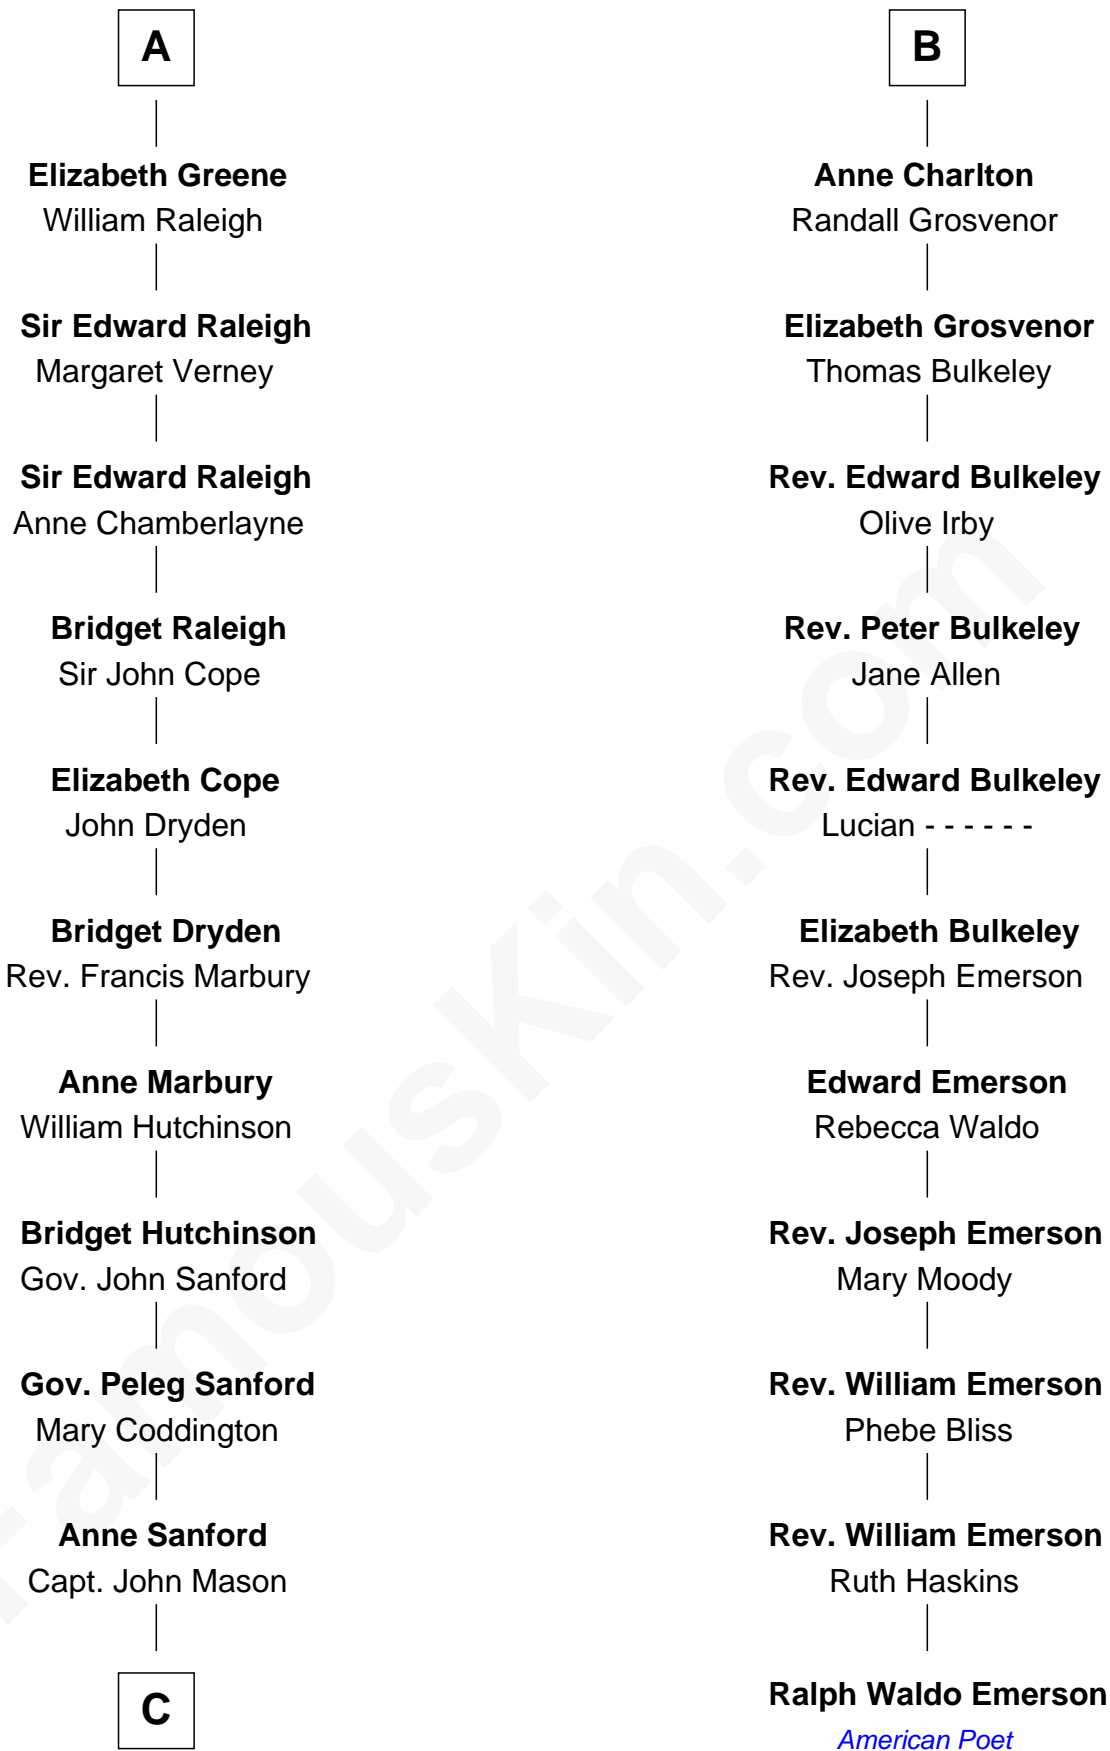 A
Elizabeth Greene
William Raleigh
Sir Edward Raleigh
Margaret Verney
Sir Edward Raleigh
Anne Chamberlayne
Bridget Raleigh
Sir John Cope
Elizabeth Cope
John Dryden
Bridget Dryden
Rev. Francis Marbury
Anne Marbury
William Hutchinson
Bridget Hutchinson
Gov. John Sanford
Gov. Peleg Sanford
Mary Coddington
Anne Sanford
Capt. John Mason
C
B
Anne Charlton
Randall Grosvenor
Elizabeth Grosvenor
Thomas Bulkeley
Rev. Edward Bulkeley
Olive Irby
Rev. Peter Bulkeley
Jane Allen
Rev. Edward Bulkeley
Lucian - - - - - -
Elizabeth Bulkeley
Rev. Joseph Emerson
Edward Emerson
Rebecca Waldo
Rev. Joseph Emerson
Mary Moody
Rev. William Emerson
Phebe Bliss
Rev. William Emerson
Ruth Haskins
Ralph Waldo Emerson
American Poet
FamousKin.com